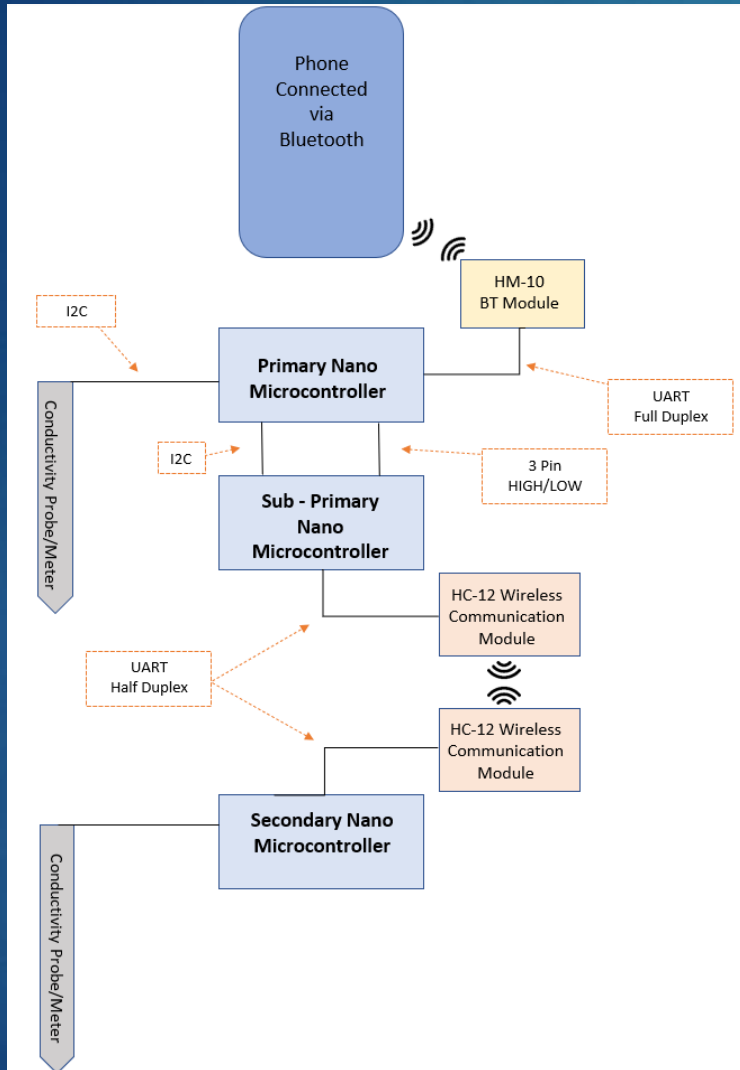 Phone
Connected
via
Bluetooth
HM-10
BT Module
I2C
Primary Nano
Microcontroller
UART
Full Duplex
Conductivity Probe/Meter
I2C
3 Pin
HIGH/LOW
Sub - Primary
Nano
Microcontroller
HC-12 Wireless
Communication
Module
UART
Half Duplex
HC-12 Wireless
Communication
Module
Secondary Nano
Microcontroller
Conductivity Probe/Meter